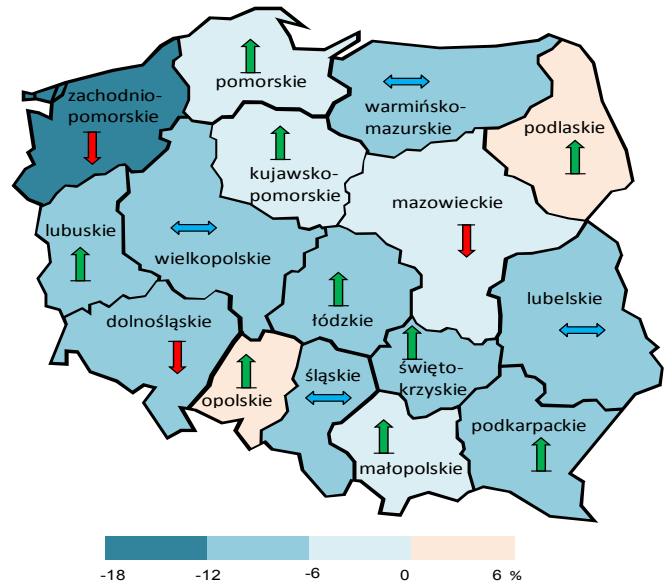 pomorskie
zachodnio-
pomorskie
warmińsko-
mazurskie
podlaskie
kujawsko-
pomorskie
mazowieckie
lubuskie
wielkopolskie
lubelskie
dolnośląskie
łódzkie
śląskie
święto-
krzyskie
opolskie
podkarpackie
małopolskie
-18 -12 -6 0 6 %